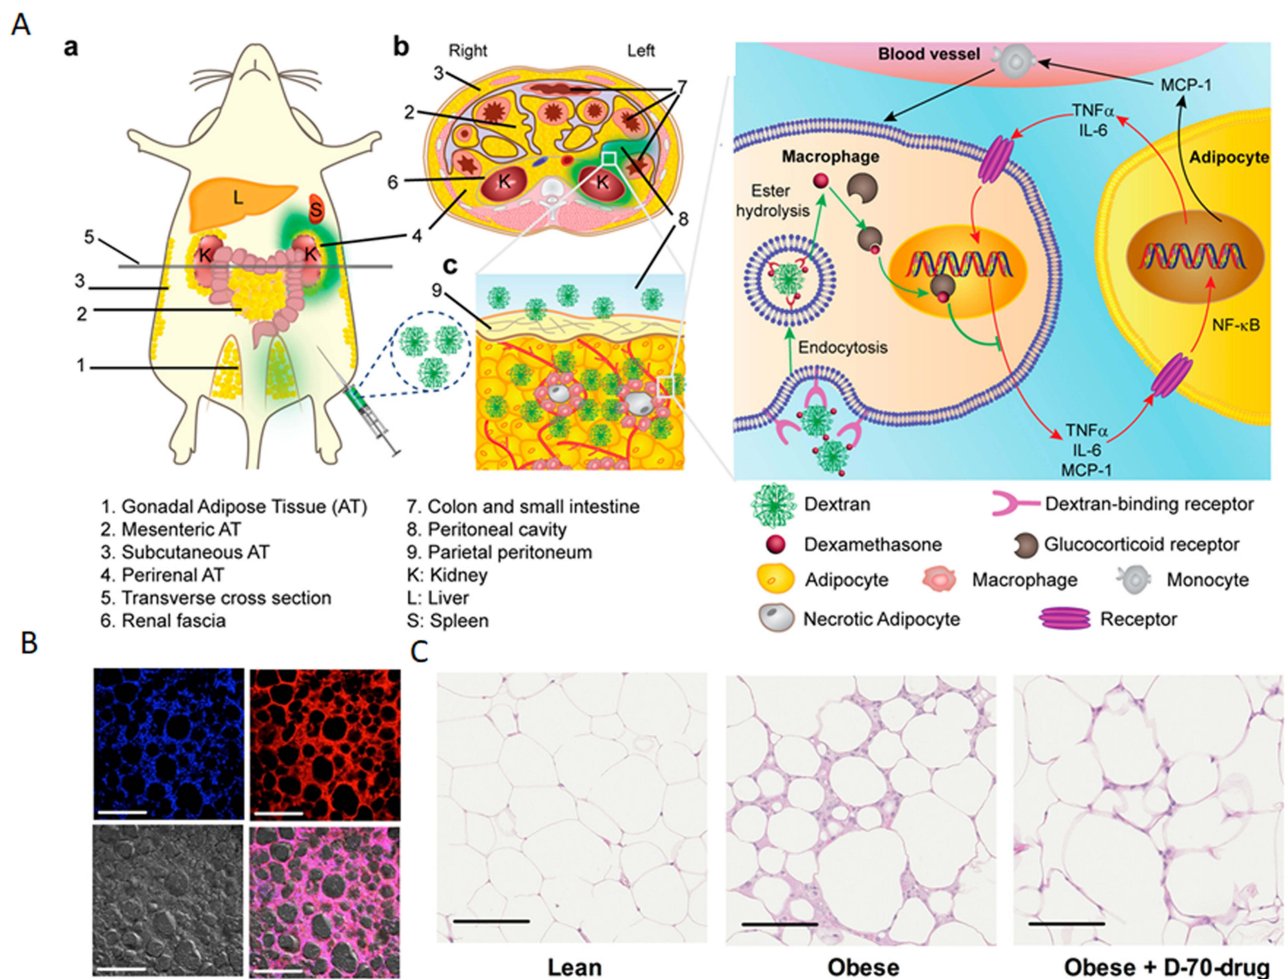 A
a
b
Right
Left
3
7
2
6
K
K
4
8
L
S
K
K
5
3
2
1
c
9
Blood vessel
MCP-1
TNFα
IL-6
Macrophage
Adipocyte
Ester
hydrolysis
NF-κB
Endocytosis
TNFα
IL-6
MCP-1
1. Gonadal Adipose Tissue (AT)
2. Mesenteric AT
3. Subcutaneous AT
4. Perirenal AT
5. Transverse cross section
6. Renal fascia
7. Colon and small intestine
8. Peritoneal cavity
9. Parietal peritoneum
K: Kidney
L: Liver
S: Spleen
Dextran
Dextran-binding receptor
Dexamethasone
Glucocorticoid receptor
Adipocyte
Macrophage
Monocyte
Necrotic Adipocyte
Receptor
B
C
Lean
Obese
Obese + D-70-drug